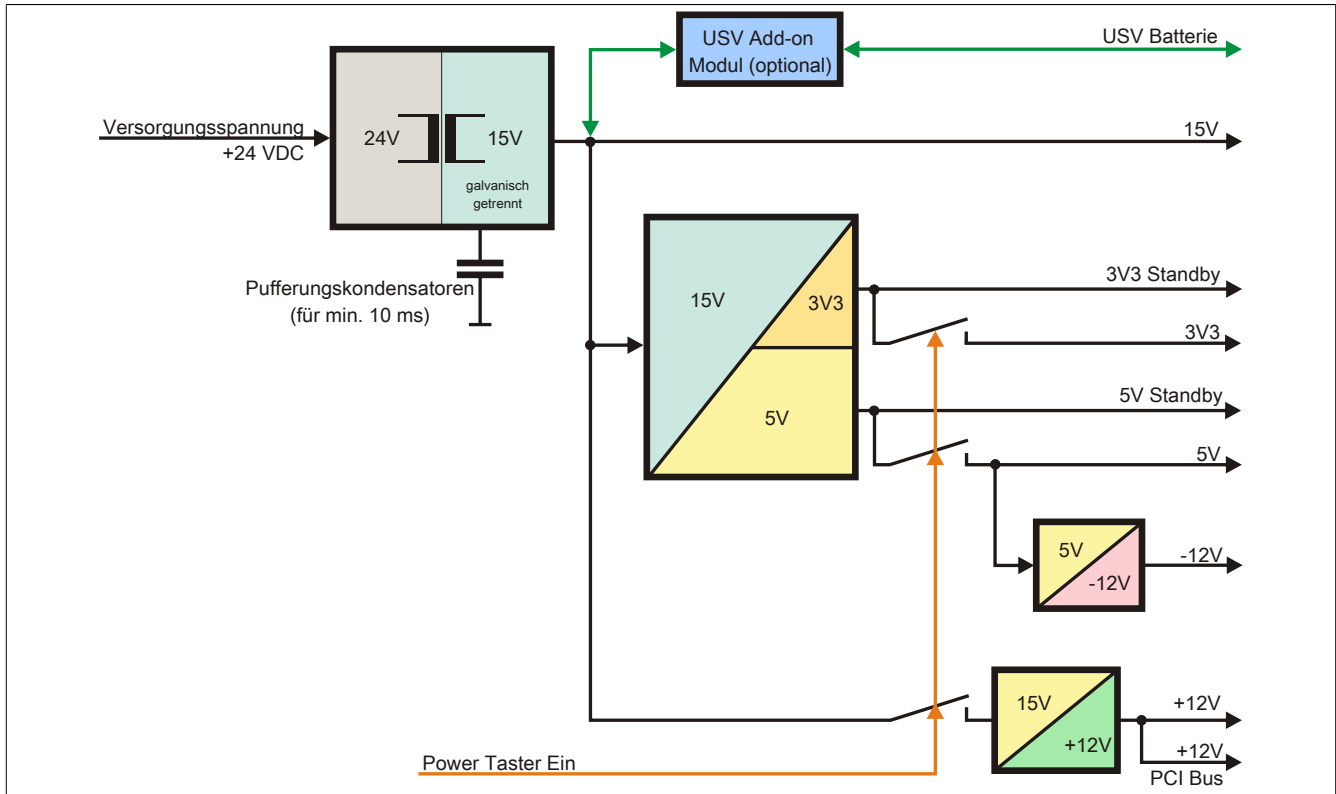 USV Add-on
Modul (optional)
USV Batterie
Versorgungsspannung
+24 VDC
24V
15V
galvanisch
getrennt
15V
Pufferungskondensatoren
(für min. 10 ms)
15V
3V3
5V
3V3 Standby
3V3
5V Standby
5V
5V
-12V
-12V
15V
+12V
+12V
+12V
PCI Bus
Power Taster Ein